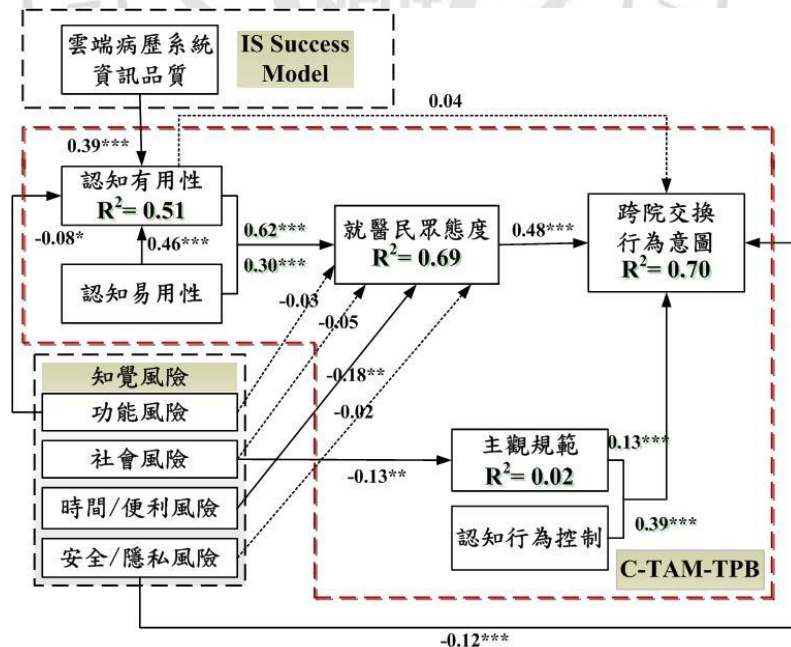 雲端病歷系統
資訊品質
IS Success
Model
0.04
0.39***
認知有用性
R²= 0.51
-0.08*
0.46***
0.62***
0.30***
就醫民眾態度
R²= 0.69
0.48***
跨院交換
行為意圖
R²= 0.70
認知易用性
-0.03
-0.05
-0.18**
-0.02
知覺風險
功能風險
社會風險
時間/便利風險
安全/隱私風險
-0.13**
主觀規範
R²= 0.02
0.13***
認知行為控制
0.39***
C-TAM-TPB
-0.12***